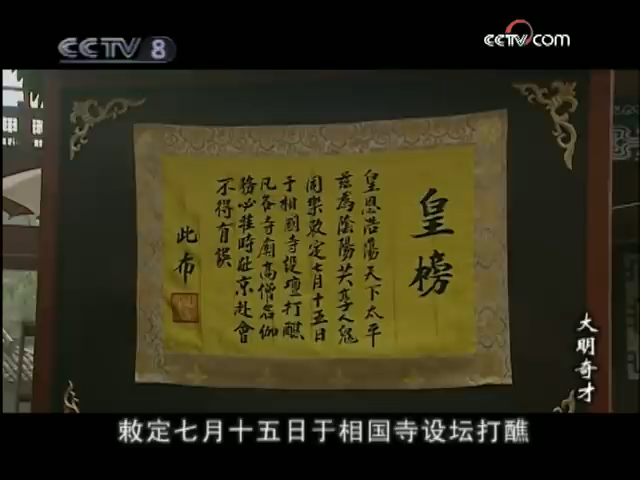 CCTV 8
CCTV.com
皇榜
皇恩浩蕩天下太平
茲為陰陽共享人鬼
同樂敕定七月十五日
于相國寺設壇打醮
凡各寺廟高僧名伽
務必準時 京赴會
不得有誤
此布
大明奇才
敕定七月十五日于相国寺设坛打醮